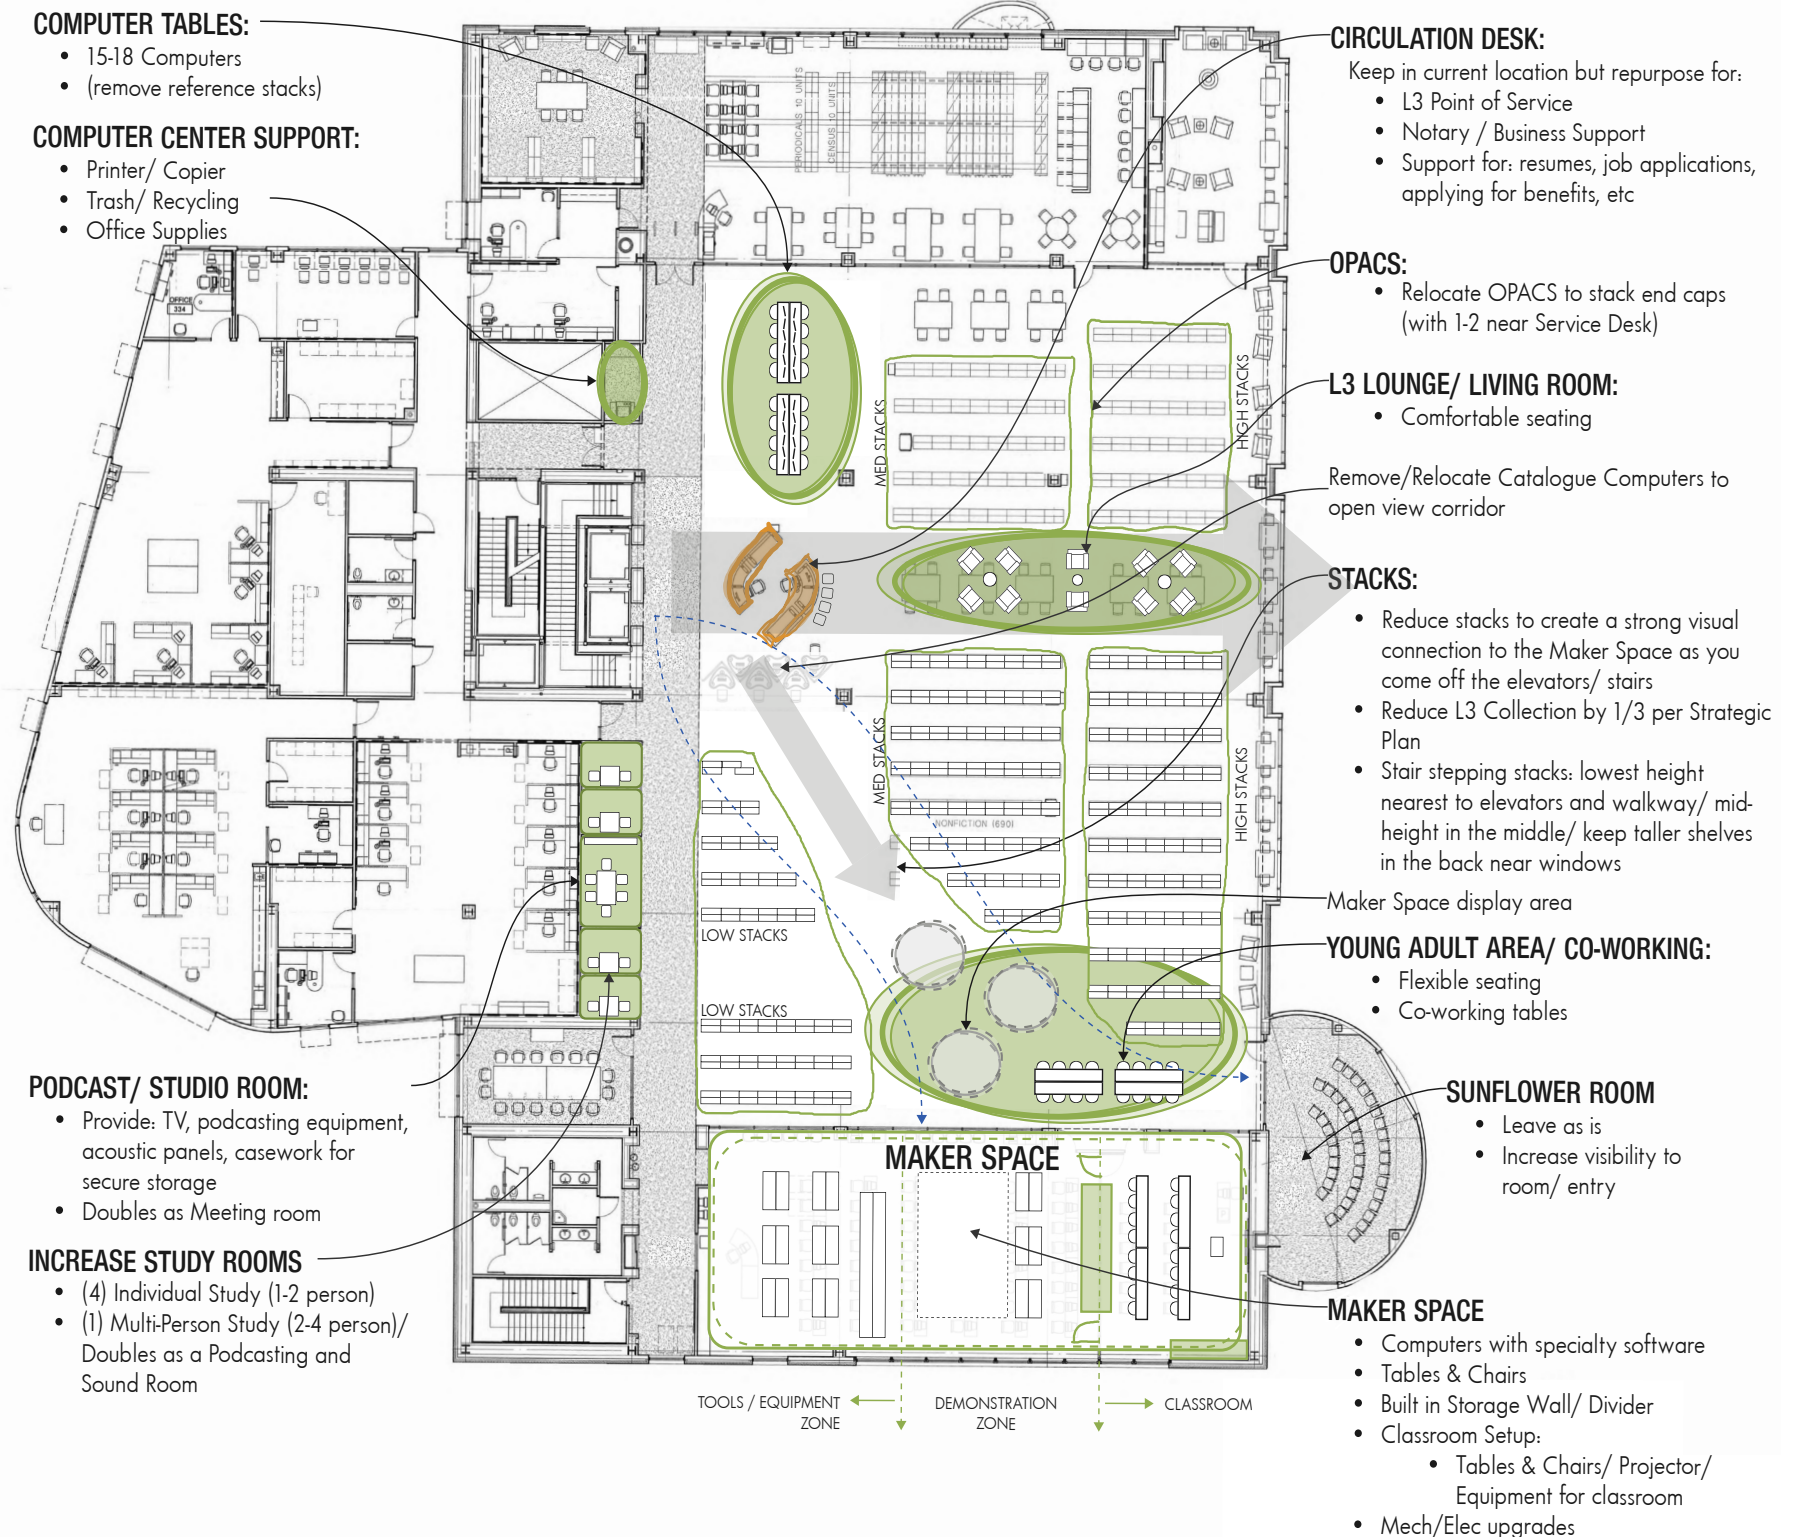 COMPUTER TABLES:
• 15-18 Computers
• (remove reference stacks)
COMPUTER CENTER SUPPORT:
• Printer/ Copier
• Trash/ Recycling
• Office Supplies
CIRCULATION DESK:
Keep in current location but repurpose for:
• L3 Point of Service
• Notary / Business Support
• Support for: resumes, job applications,
applying for benefits, etc
OPACS:
• Relocate OPACS to stack end caps
(with 1-2 near Service Desk)
L3 LOUNGE/ LIVING ROOM:
• Comfortable seating
Remove/Relocate Catalogue Computers to
open view corridor
STACKS:
• Reduce stacks to create a strong visual
connection to the Maker Space as you
come off the elevators/ stairs
• Reduce L3 Collection by 1/3 per Strategic
Plan
• Stair stepping stacks: lowest height
nearest to elevators and walkway/ mid-
height in the middle/ keep taller shelves
in the back near windows
Maker Space display area
YOUNG ADULT AREA/ CO-WORKING:
• Flexible seating
• Co-working tables
SUNFLOWER ROOM
• Leave as is
• Increase visibility to
room/ entry
MAKER SPACE
• Computers with specialty software
• Tables & Chairs
• Built in Storage Wall/ Divider
• Classroom Setup:
• Tables & Chairs/ Projector/
Equipment for classroom
• Mech/Elec upgrades
PODCAST/ STUDIO ROOM:
• Provide: TV, podcasting equipment,
acoustic panels, casework for
secure storage
• Doubles as Meeting room
INCREASE STUDY ROOMS
• (4) Individual Study (1-2 person)
• (1) Multi-Person Study (2-4 person)/
Doubles as a Podcasting and
Sound Room
PERIODICALS 10 UNITS
CENSUS 10 UNITS
OFFICE
334
MED STACKS
HIGH STACKS
MED STACKS
HIGH STACKS
NONFICTION (690)
LOW STACKS
LOW STACKS
MAKER SPACE
TOOLS / EQUIPMENT
ZONE
DEMONSTRATION
ZONE
CLASSROOM